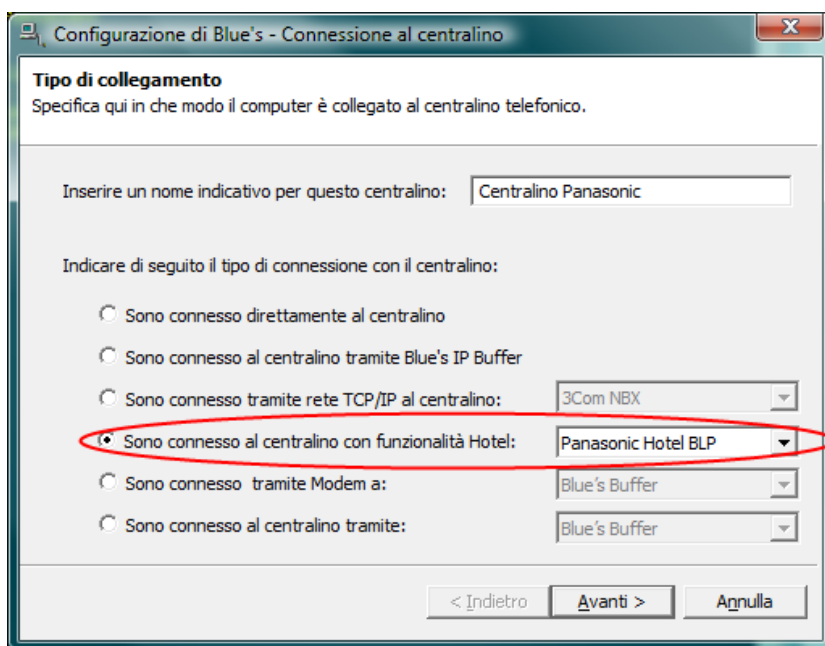 Configurazione di Blue's - Connessione al centralino
Tipo di collegamento
Specifica qui in che modo il computer è collegato al centralino telefonico.
Inserire un nome indicativo per questo centralino: Centralino Panasonic
Indicare di seguito il tipo di connessione con il centralino:
Sono connesso direttamente al centralino
Sono connesso al centralino tramite Blue's IP Buffer
Sono connesso tramite rete TCP/IP al centralino: 3Com NBX
Sono connesso al centralino con funzionalità Hotel: Panasonic Hotel BLP
Sono connesso tramite Modem a: Blue's Buffer
Sono connesso al centralino tramite: Blue's Buffer
< Indietro Avanti > Annulla